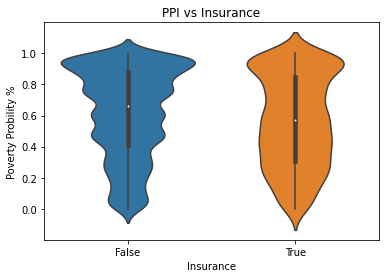 PPI vs Insurance
Poverty Probility %
1.0
0.8
0.6
0.4
0.2
0.0
False
True
Insurance